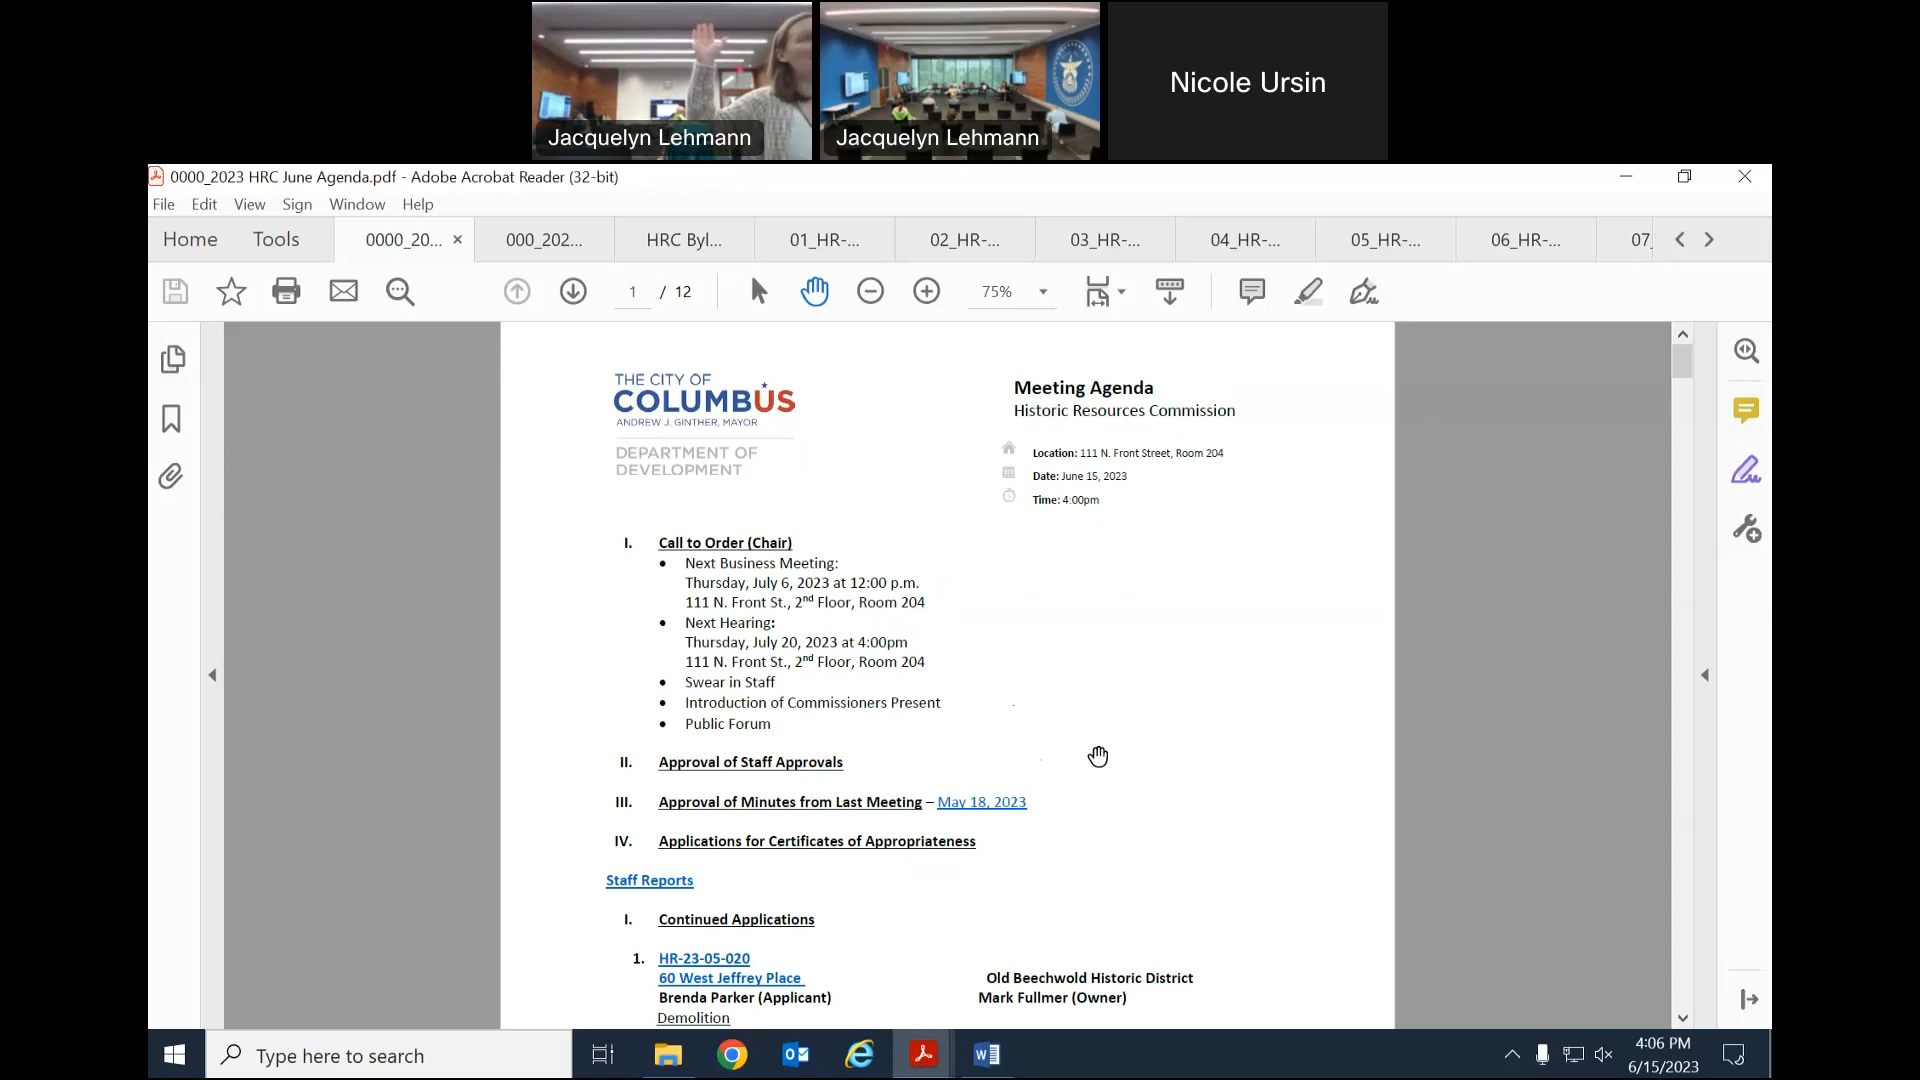 Jacquelyn Lehmann
Jacquelyn Lehmann
Nicole Ursin
0000_2023 HRC June Agenda.pdf - Adobe Acrobat Reader (32-bit)
File Edit View Sign Window Help
Home Tools 0000_20... 000_202... HRC Byl... 01_HR-... 02_HR-... 03_HR-... 04_HR-... 05_HR-... 06_HR-... 07
1 / 12 75%
THE CITY OF
COLUMBUS
ANDREW J. GINTHER, MAYOR
DEPARTMENT OF
DEVELOPMENT
Meeting Agenda
Historic Resources Commission
Location: 111 N. Front Street, Room 204
Date: June 15, 2023
Time: 4:00pm
I. Call to Order (Chair)
• Next Business Meeting:
Thursday, July 6, 2023 at 12:00 p.m.
111 N. Front St., 2nd Floor, Room 204
• Next Hearing:
Thursday, July 20, 2023 at 4:00pm
111 N. Front St., 2nd Floor, Room 204
• Swear in Staff
• Introduction of Commissioners Present
• Public Forum
II. Approval of Staff Approvals
III. Approval of Minutes from Last Meeting – May 18, 2023
IV. Applications for Certificates of Appropriateness
Staff Reports
I. Continued Applications
1. HR-23-05-020
60 West Jeffrey Place Old Beechwold Historic District
Brenda Parker (Applicant) Mark Fullmer (Owner)
Demolition
Type here to search
4:06 PM
6/15/2023